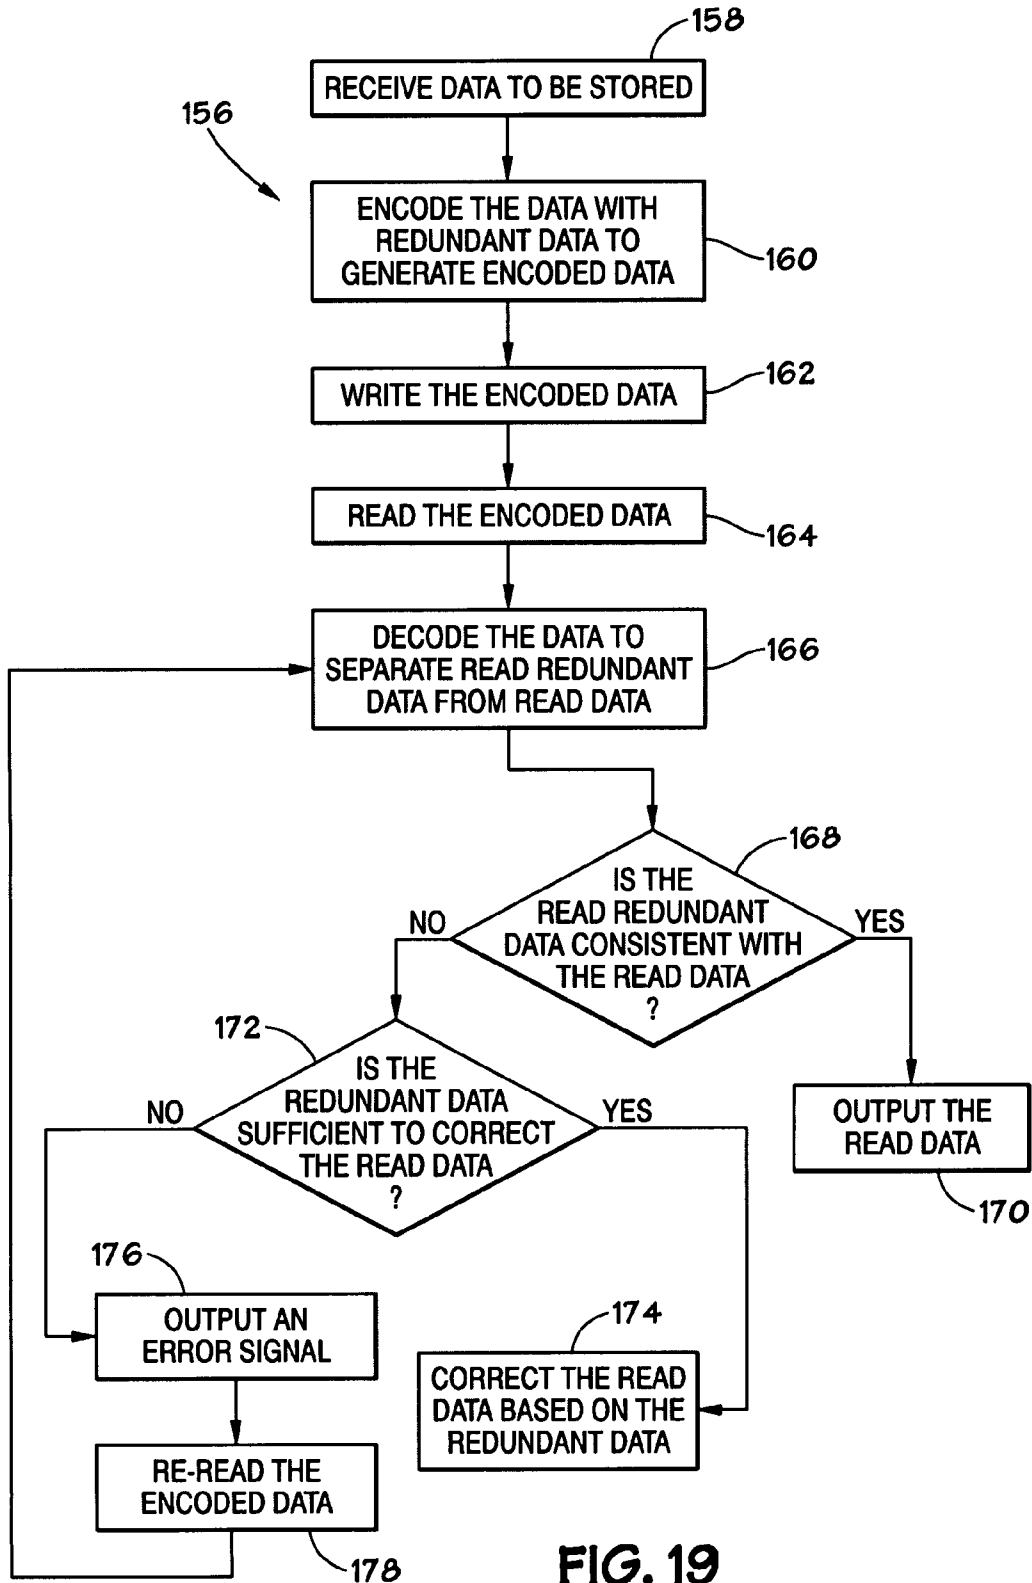 158
RECEIVE DATA TO BE STORED
156
ENCODE THE DATA WITH
REDUNDANT DATA TO
GENERATE ENCODED DATA
160
162
WRITE THE ENCODED DATA
READ THE ENCODED DATA
164
DECODE THE DATA TO
SEPARATE READ REDUNDANT
DATA FROM READ DATA
166
168
IS THE
READ REDUNDANT
DATA CONSISTENT WITH
THE READ DATA
?
NO
YES
172
IS THE
REDUNDANT DATA
SUFFICIENT TO CORRECT
THE READ DATA
?
NO
YES
OUTPUT THE
READ DATA
170
176
OUTPUT AN
ERROR SIGNAL
174
CORRECT THE READ
DATA BASED ON THE
REDUNDANT DATA
RE-READ THE
ENCODED DATA
178
FIG. 19